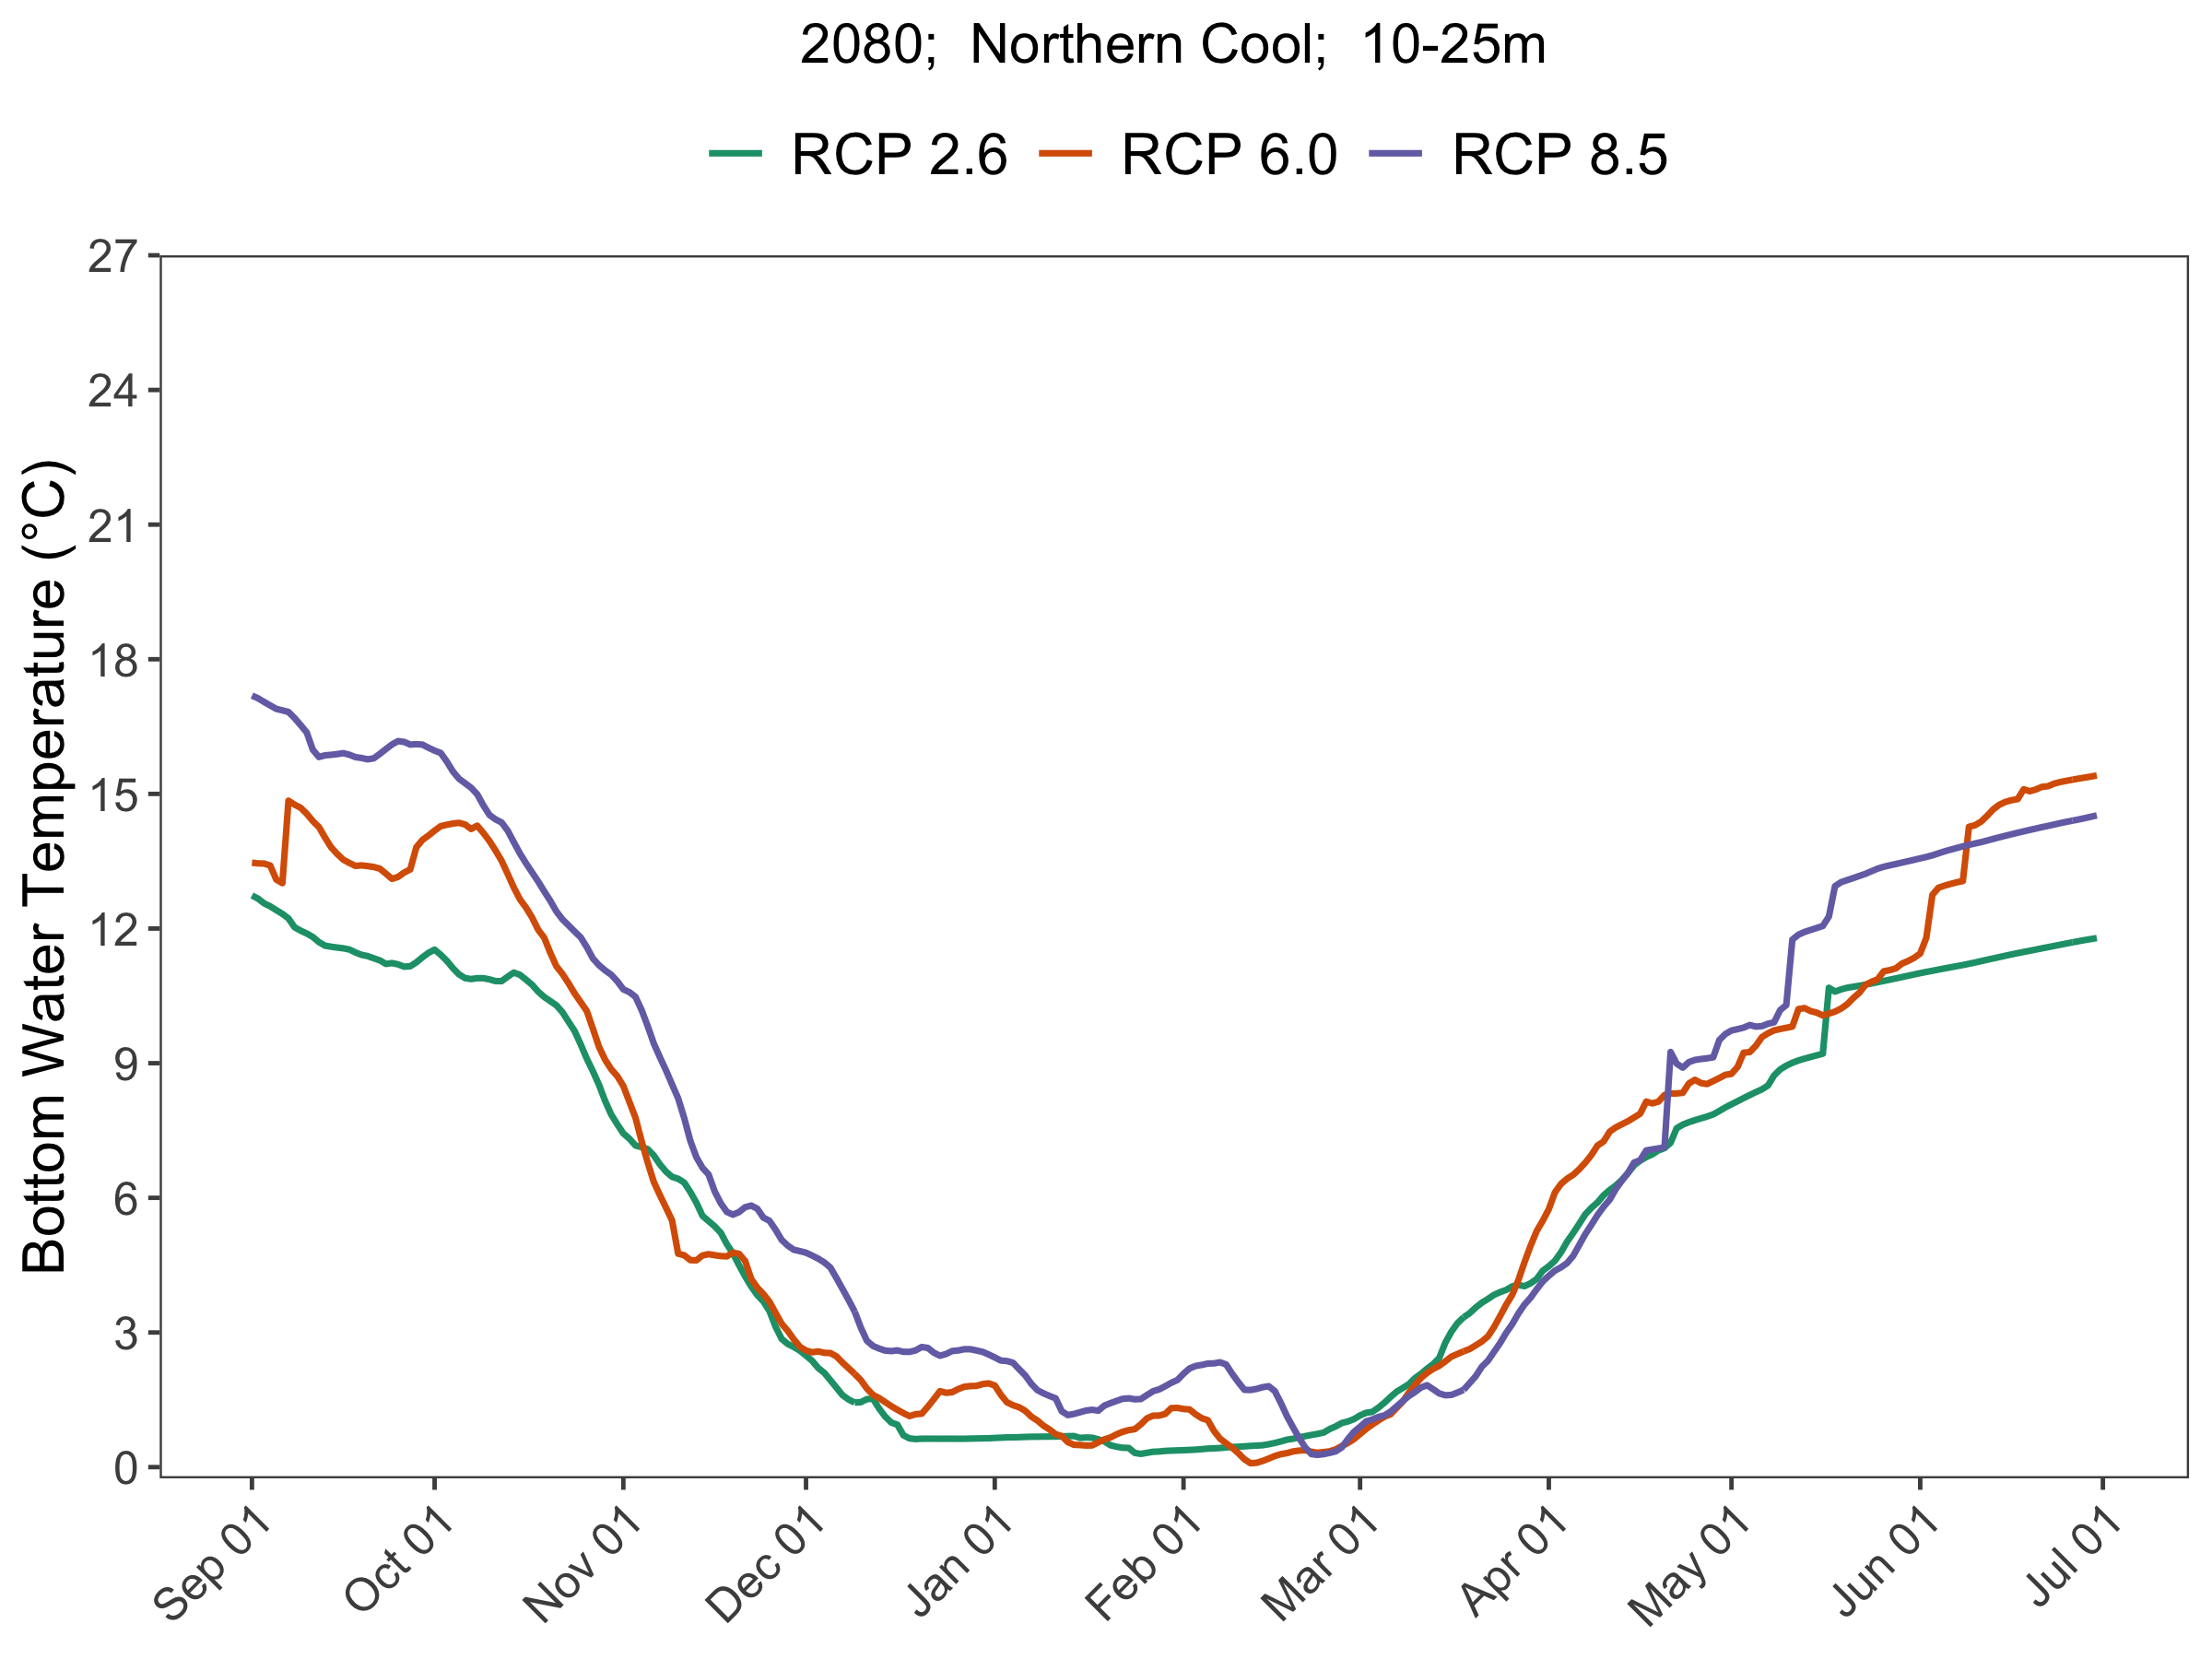 2080;  Northern Cool;  10-25m
RCP 2.6 RCP 6.0 RCP 8.5
Bottom Water Temperature (°C)
27
24
21
18
15
12
9
6
3
0
Sep 01 Oct 01 Nov 01 Dec 01 Jan 01 Feb 01 Mar 01 Apr 01 May 01 Jun 01 Jul 01